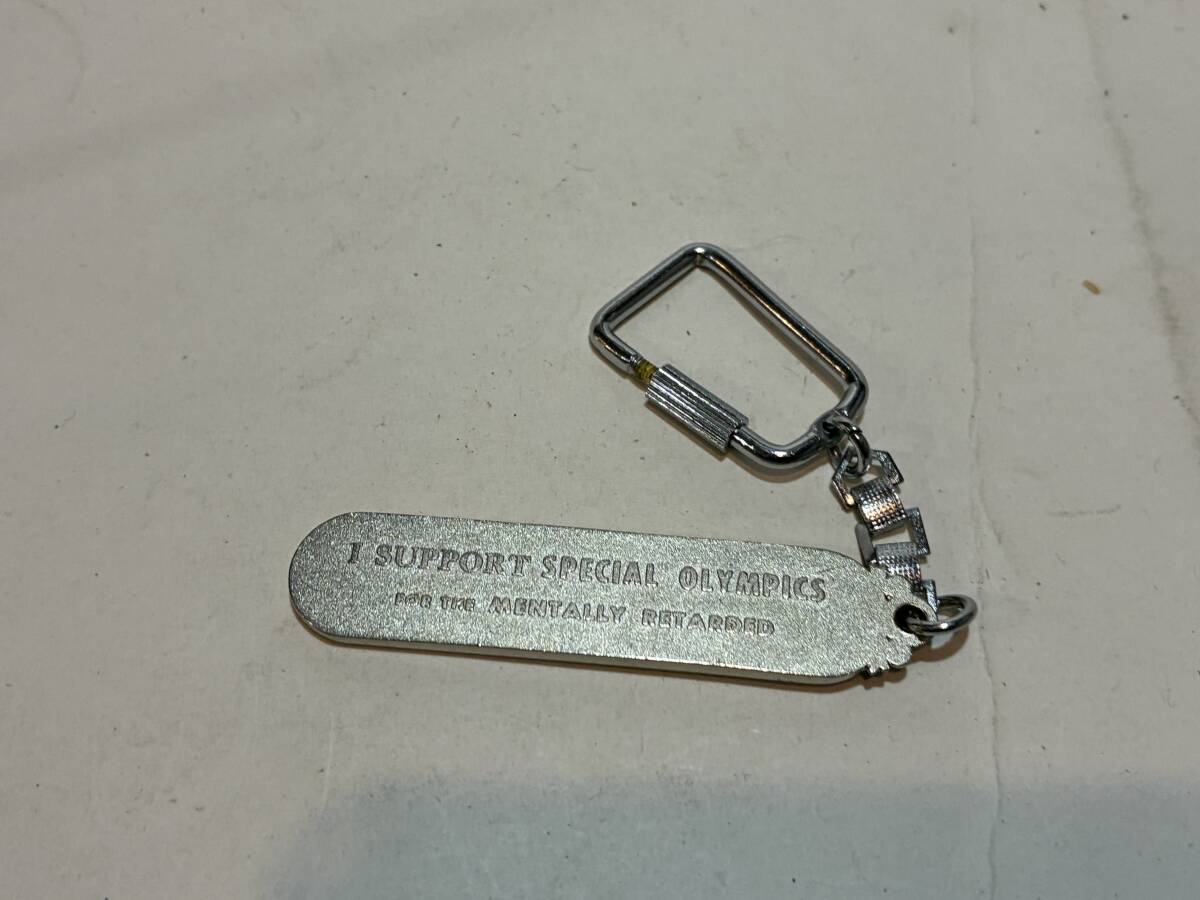 I SUPPORT SPECIAL OLYMPICS
FOR THE MENTALLY RETARDED